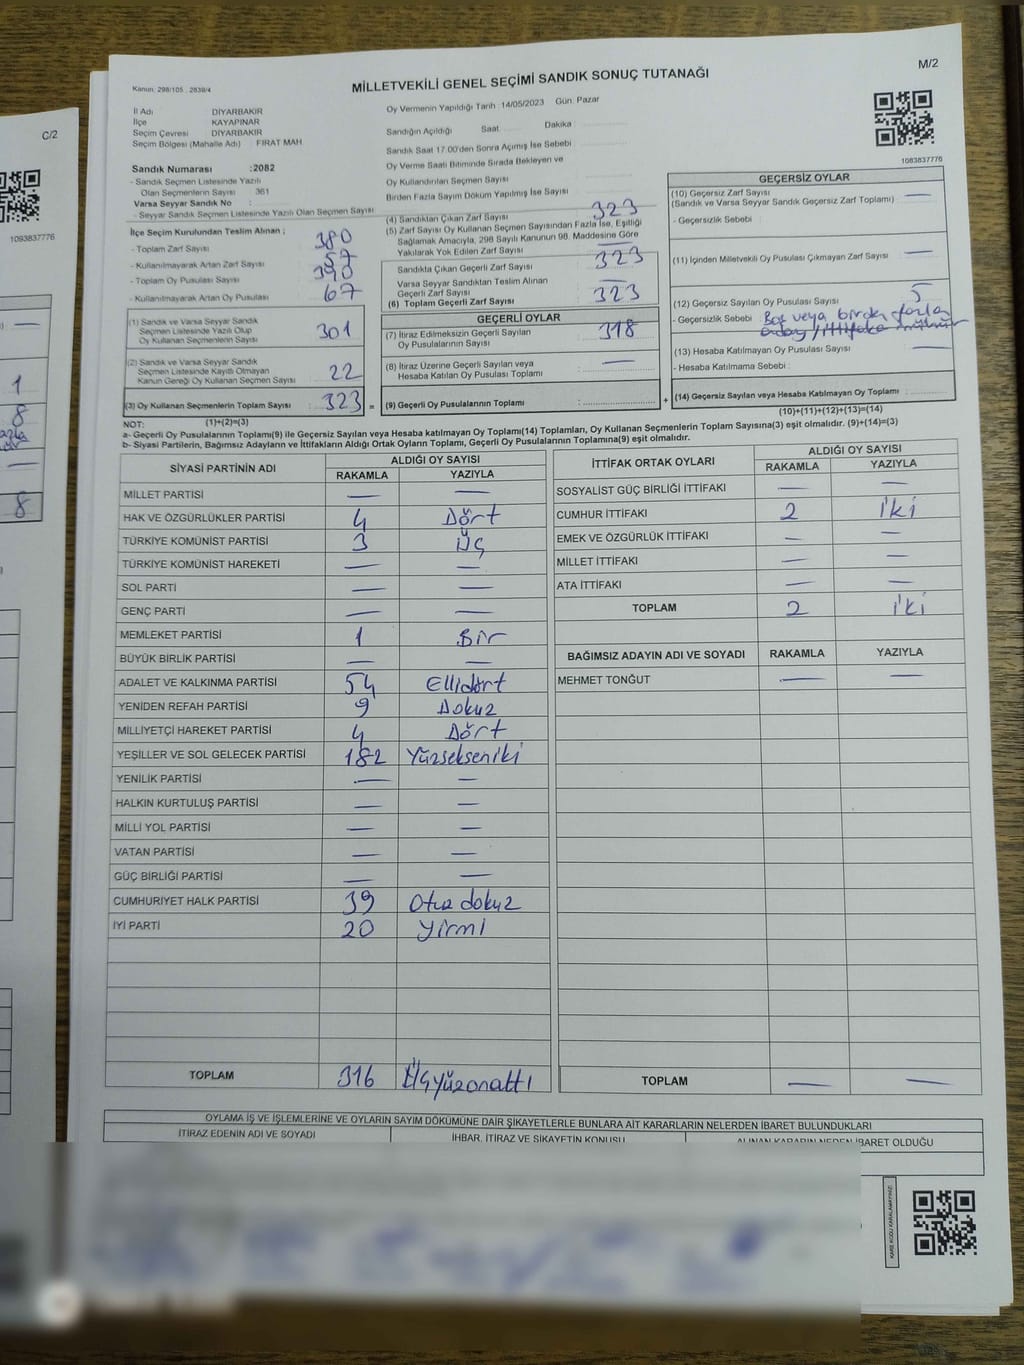 C/2
1093837776
1
8
8
M/2
Kanun 298/105 . 2839/4
MİLLETVEKİLİ GENEL SEÇİMİ SANDIK SONUÇ TUTANAĞI
İl Adı DİYARBAKIR
İlçe KAYAPINAR
Seçim Çevresi : DİYARBAKIR
Seçim Bölgesi (Mahalle Adı) FIRAT MAH
Oy Vermenin Yapıldığı Tarih 14/05/2023 Gün: Pazar
Sandığın Açıldığı Saat Dakika :
Sandık Saat 17.00'den Sonra Açımış İse Sebebi
Oy Verme Saati Bitiminde Sırada Bekleyen ve
Oy Kullandırılan Seçmen Sayısı
Birden Fazla Sayım Döküm Yapılmış İse Sayısı
1083837776
Sandık Numarası :2082
- Sandık Seçmen Listesinde Yazılı
Olan Seçmenlerin Sayısı 361
Varsa Seyyar Sandık No
- Seyyar Sandık Seçmen Listesinde Yazılı Olan Seçmen Sayısı
İlçe Seçim Kurulundan Teslim Alınan ;
- Toplam Zarf Sayısı 380
- Kullanılmayarak Artan Zarf Sayısı 57
- Toplam Oy Pusulası Sayısı 390
- Kullanılmayarak Artan Oy Pusulası 67
(1) Sandık ve Varsa Seyyar Sandık
Seçmen Listesinde Yazılı Olup
Oy Kullanan Seçmenlerin Sayısı 301
(2) Sandık ve Varsa Seyyar Sandık
Seçmen Listesinde Kayıtlı Olmayan
Kanun Gereği Oy Kullanan Seçmen Sayısı 22
(3) Oy Kullanan Seçmenlerin Toplam Sayısı : 323 =
(4) Sandıktan Çıkan Zarf Sayısı 323
(5) Zarf Sayısı Oy Kullanan Seçmen Sayısından Fazla İse, Eşitliği
Sağlamak Amacıyla, 298 Sayılı Kanunun 98. Maddesine Göre
Yakılarak Yok Edilen Zarf Sayısı —
Sandıkta Çıkan Geçerli Zarf Sayısı 323
Varsa Seyyar Sandıktan Teslim Alınan
Geçerli Zarf Sayısı —
(6) Toplam Geçerli Zarf Sayısı 323
GEÇERLİ OYLAR
(7) İtiraz Edilmeksizin Geçerli Sayılan
Oy Pusulalarının Sayısı 318
(8) İtiraz Üzerine Geçerli Sayılan veya
Hesaba Katılan Oy Pusulası Toplamı —
(9) Geçerli Oy Pusulalarının Toplamı +
GEÇERSİZ OYLAR
(10) Geçersiz Zarf Sayısı —
(Sandık ve Varsa Seyyar Sandık Geçersiz Zarf Toplamı)
- Geçersizlik Sebebi :
(11) İçinden Milletvekili Oy Pusulası Çıkmayan Zarf Sayısı —
(12) Geçersiz Sayılan Oy Pusulası Sayısı 5
- Geçersizlik Sebebi Boş veya birden fazla
(13) Hesaba Katılmayan Oy Pusulası Sayısı —
- Hesaba Katılmama Sebebi :
(14) Geçersiz Sayılan veya Hesaba Katılmayan Oy Toplamı
(10)+(11)+(12)+(13)=(14)
NOT: (1)+(2)=(3)
a- Geçerli Oy Pusulalarının Toplamı(9) ile Geçersiz Sayılan veya Hesaba katılmayan Oy Toplamı(14) Toplamları, Oy Kullanan Seçmenlerin Toplam Sayısına(3) eşit olmalıdır. (9)+(14)=(3)
b- Siyasi Partilerin, Bağımsız Adayların ve İttifakların Aldığı Ortak Oyların Toplamı, Geçerli Oy Pusulalarının Toplamına(9) eşit olmalıdır.
SİYASİ PARTİNİN ADI ALDIĞI OY SAYISI
RAKAMLA YAZIYLA
MİLLET PARTİSİ — —
HAK VE ÖZGÜRLÜKLER PARTİSİ 4 Dört
TÜRKİYE KOMÜNİST PARTİSİ 3 Üç
TÜRKİYE KOMÜNİST HAREKETİ — —
SOL PARTİ — —
GENÇ PARTİ — —
MEMLEKET PARTİSİ 1 Bir
BÜYÜK BİRLİK PARTİSİ — —
ADALET VE KALKINMA PARTİSİ 54 Ellidört
YENİDEN REFAH PARTİSİ 9 Dokuz
MİLLİYETÇİ HAREKET PARTİSİ 4 Dört
YEŞİLLER VE SOL GELECEK PARTİSİ 182 Yüzsekseniki
YENİLİK PARTİSİ — —
HALKIN KURTULUŞ PARTİSİ — —
MİLLİ YOL PARTİSİ — —
VATAN PARTİSİ — —
GÜÇ BİRLİĞİ PARTİSİ — —
CUMHURİYET HALK PARTİSİ 39 Otuzdokuz
İYİ PARTİ 20 Yirmi
TOPLAM 316 Üçyüzonaltı
İTTİFAK ORTAK OYLARI ALDIĞI OY SAYISI
RAKAMLA YAZIYLA
SOSYALİST GÜÇ BİRLİĞİ İTTİFAKI — —
CUMHUR İTTİFAKI 2 İki
EMEK VE ÖZGÜRLÜK İTTİFAKI — —
MİLLET İTTİFAKI — —
ATA İTTİFAKI — —
TOPLAM 2 İki
BAĞIMSIZ ADAYIN ADI VE SOYADI RAKAMLA YAZIYLA
MEHMET TONĞUT — —
TOPLAM — —
OYLAMA İŞ VE İŞLEMLERİNE VE OYLARIN SAYIM DÖKÜMÜNE DAİR ŞİKAYETLERLE BUNLARA AİT KARARLARIN NELERDEN İBARET BULUNDUKLARI
İTİRAZ EDENİN ADI VE SOYADI İHBAR, İTİRAZ VE ŞİKAYETİN KONUSU ALINAN KARARIN NEDEN İBARET OLDUĞU
KARE KODU KARALAMAYINIZ!